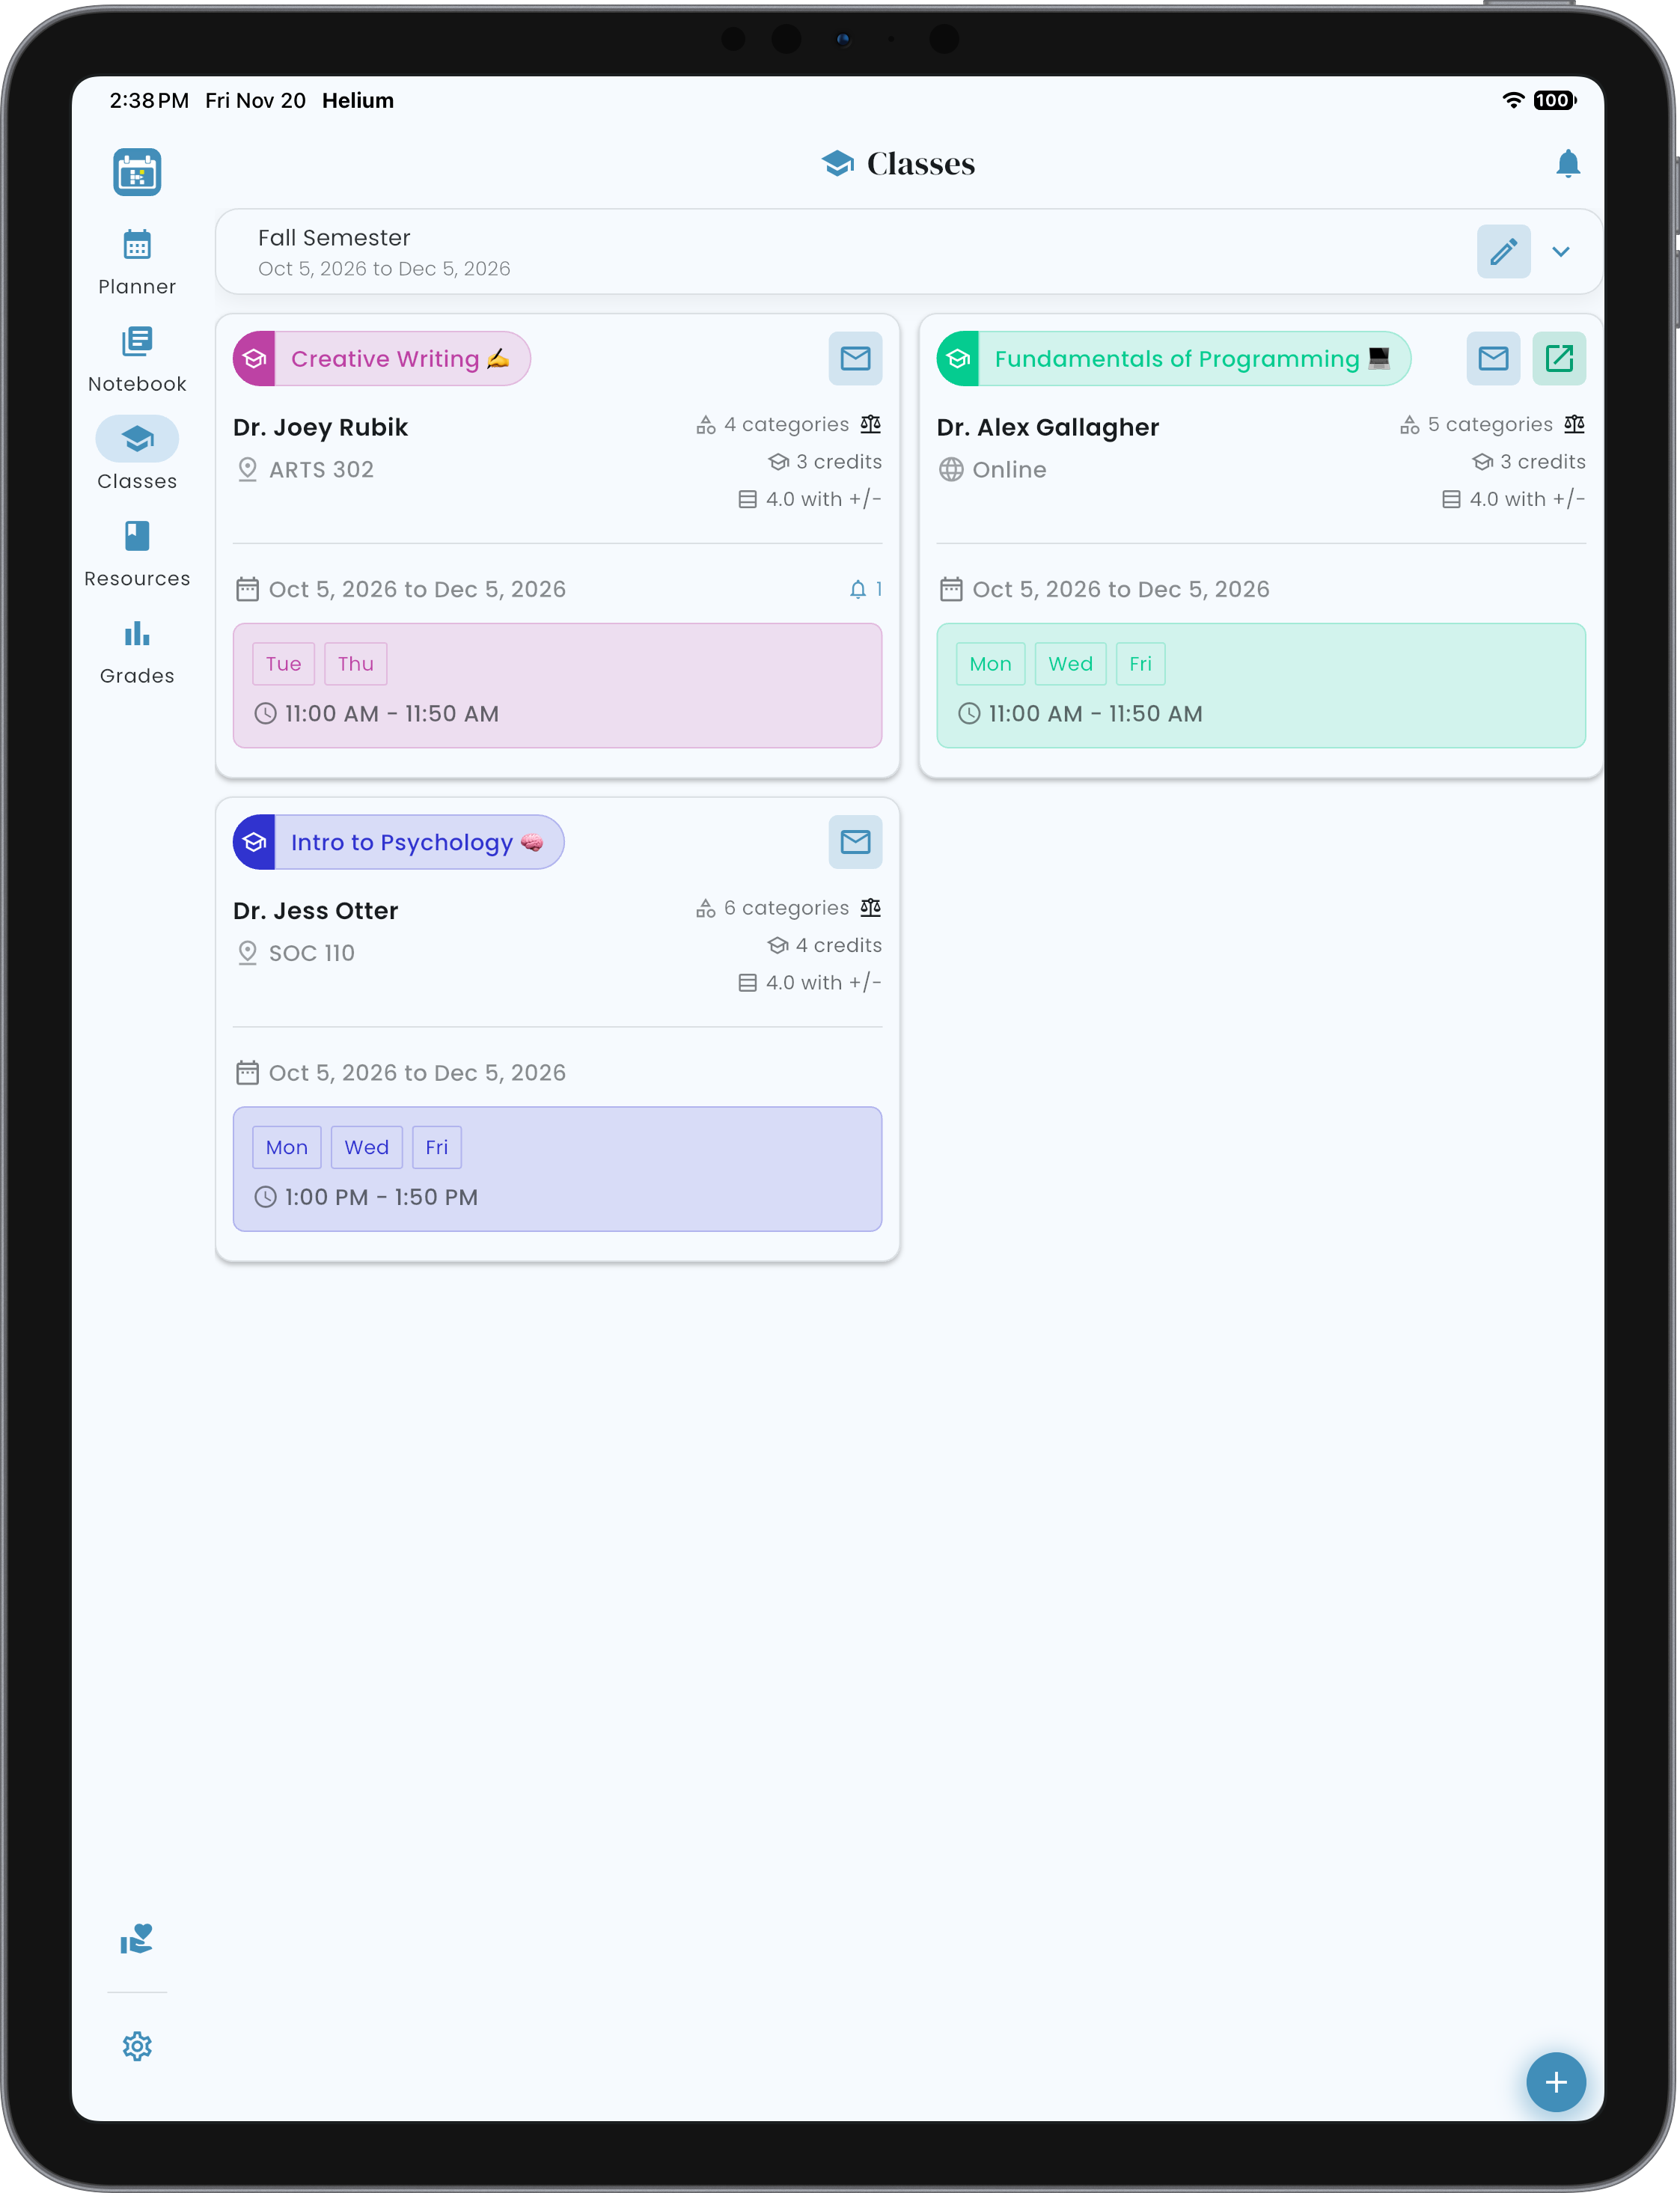 2:38 PM Fri Nov 20 Helium
100
Classes
Planner
Notebook
Classes
Resources
Grades
Fall Semester
Oct 5, 2026 to Dec 5, 2026
Creative Writing ✍️
Dr. Joey Rubik
ARTS 302
4 categories
3 credits
4.0 with +/-
Oct 5, 2026 to Dec 5, 2026
1
Tue Thu
11:00 AM - 11:50 AM
Fundamentals of Programming 💻
Dr. Alex Gallagher
Online
5 categories
3 credits
4.0 with +/-
Oct 5, 2026 to Dec 5, 2026
Mon Wed Fri
11:00 AM - 11:50 AM
Intro to Psychology 🧠
Dr. Jess Otter
SOC 110
6 categories
4 credits
4.0 with +/-
Oct 5, 2026 to Dec 5, 2026
Mon Wed Fri
1:00 PM - 1:50 PM